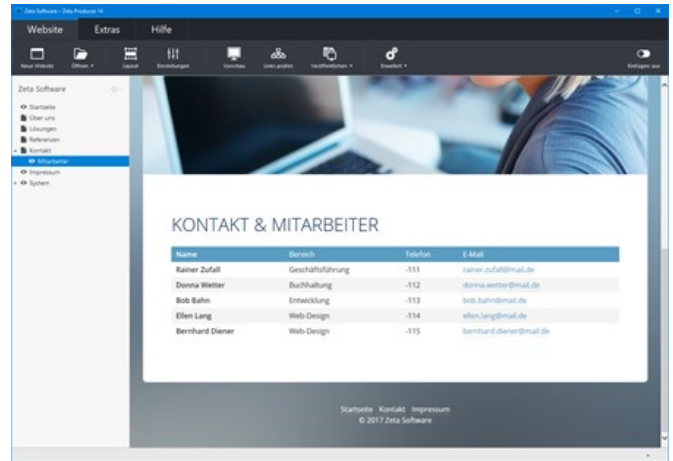 Zeta Software - Zeta Producer 14
Website Extras Hilfe
Neue Website Öffnen Layout Einstellungen Vorschau Links prüfen Veröffentlichen Erweitert Einfügen aus
Zeta Software
Startseite
Über uns
Lösungen
Referenzen
Kontakt
Mitarbeiter
Impressum
System
KONTAKT & MITARBEITER
Name Bereich Telefon E-Mail
Rainer Zufall Geschäftsführung -111 rainer.zufall@mail.de
Donna Wetter Buchhaltung -112 donna.wetter@mail.de
Bob Bahn Entwicklung -113 bob.bahn@mail.de
Ellen Lang Web-Design -114 ellen.lang@mail.de
Bernhard Diener Web-Design -115 bernhard.diener@mail.de
Startseite Kontakt Impressum
© 2017 Zeta Software